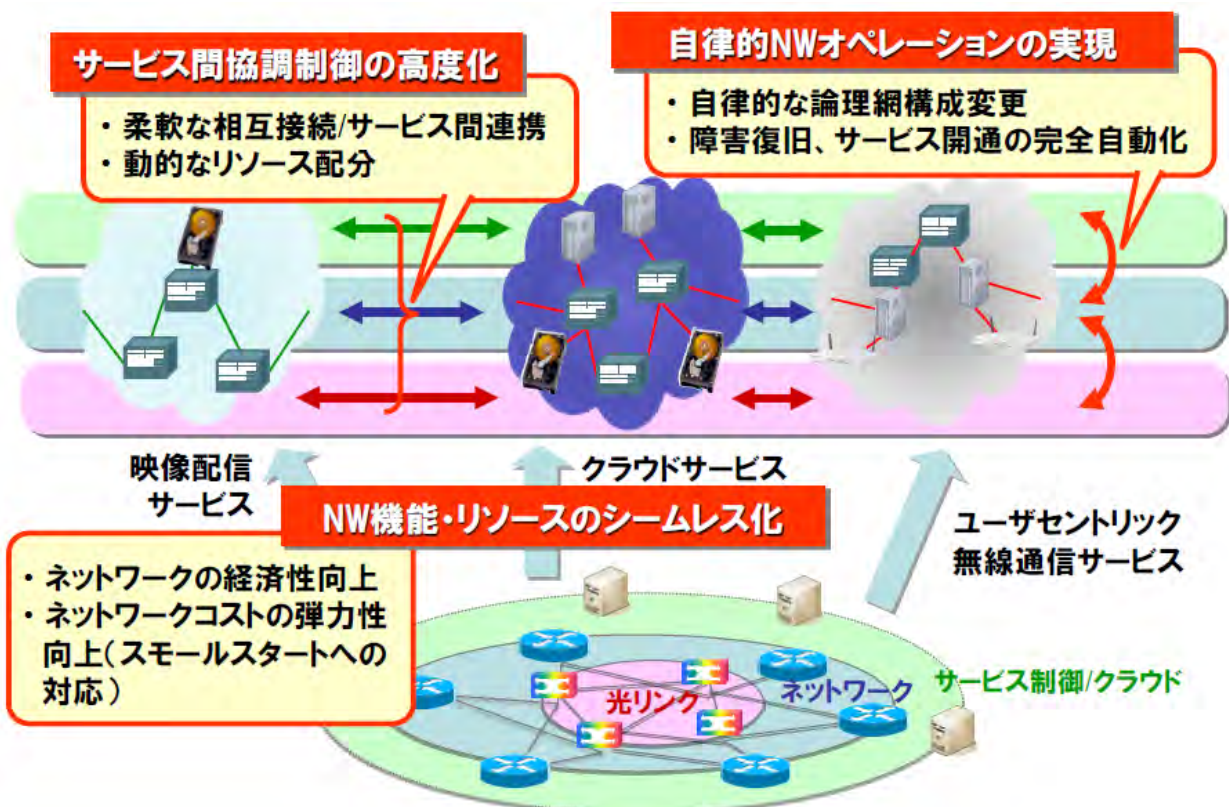 サービス間協調制御の高度化
・ 柔軟な相互接続/サービス間連携
・ 動的なリソース配分
自律的NWオペレーションの実現
・ 自律的な論理網構成変更
・ 障害復旧、サービス開通の完全自動化
映像配信
サービス
クラウドサービス
ユーザセントリック
無線通信サービス
NW機能・リソースのシームレス化
・ ネットワークの経済性向上
・ ネットワークコストの弾力性
向上（スモールスタートへの
対応）
光リンク
ネットワーク
サービス制御/クラウド